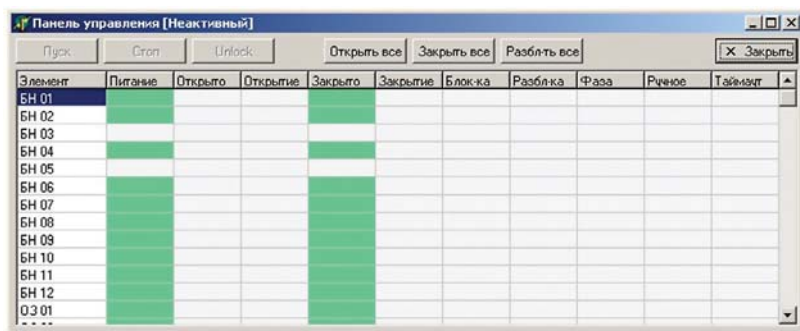 Панель управления [Неактивный]
Пуск Стоп Unlock Открыть все Закрыть все Разбл-ть все X Закрыть
Элемент Питание Открыто Открытие Закрыто Закрытие Блок-ка Разбл-ка Фаза Ручное Таймаут
БН 01
БН 02
БН 03
БН 04
БН 05
БН 06
БН 07
БН 08
БН 09
БН 10
БН 11
БН 12
ОЗ 01